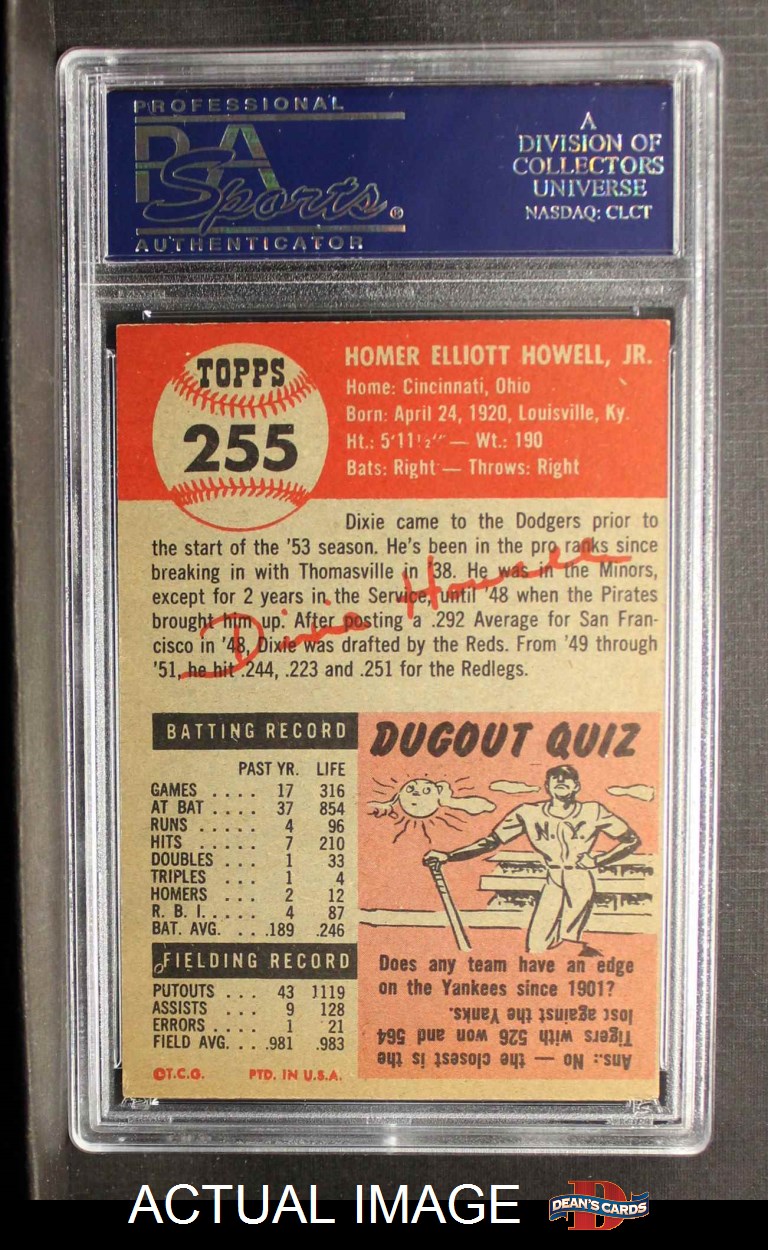 PROFESSIONAL
PSA
Sports®
AUTHENTICATOR
A
DIVISION OF
COLLECTORS
UNIVERSE
NASDAQ: CLCT
TOPPS
255
HOMER ELLIOTT HOWELL, JR.
Home: Cincinnati, Ohio
Born: April 24, 1920, Louisville, Ky.
Ht.: 5'11½" — Wt.: 190
Bats: Right — Throws: Right
Dixie came to the Dodgers prior to
the start of the '53 season. He's been in the pro ranks since
breaking in with Thomasville in '38. He was in the Minors,
except for 2 years in the Service, until '48 when the Pirates
brought him up. After posting a .292 Average for San Fran-
cisco in '48, Dixie was drafted by the Reds. From '49 through
'51, he hit .244, .223 and .251 for the Redlegs.
Dixie Howell
BATTING RECORD
PAST YR. LIFE
GAMES .... 17 316
AT BAT .... 37 854
RUNS ..... 4 96
HITS ..... 7 210
DOUBLES ... 1 33
TRIPLES ... 1 4
HOMERS ... 2 12
R. B. I. .... 4 87
BAT. AVG. ... .189 .246
FIELDING RECORD
PUTOUTS ... 43 1119
ASSISTS ... 9 128
ERRORS .... 1 21
FIELD AVG. ... .981 .983
©T.C.G. PTD. IN U.S.A.
DUGOUT QUIZ
N.Y.
Does any team have an edge
on the Yankees since 1901?
Ans.: No — the closest is the
Tigers with 526 won and 564
lost against the Yanks.
ACTUAL IMAGE
D
DEAN'S CARDS